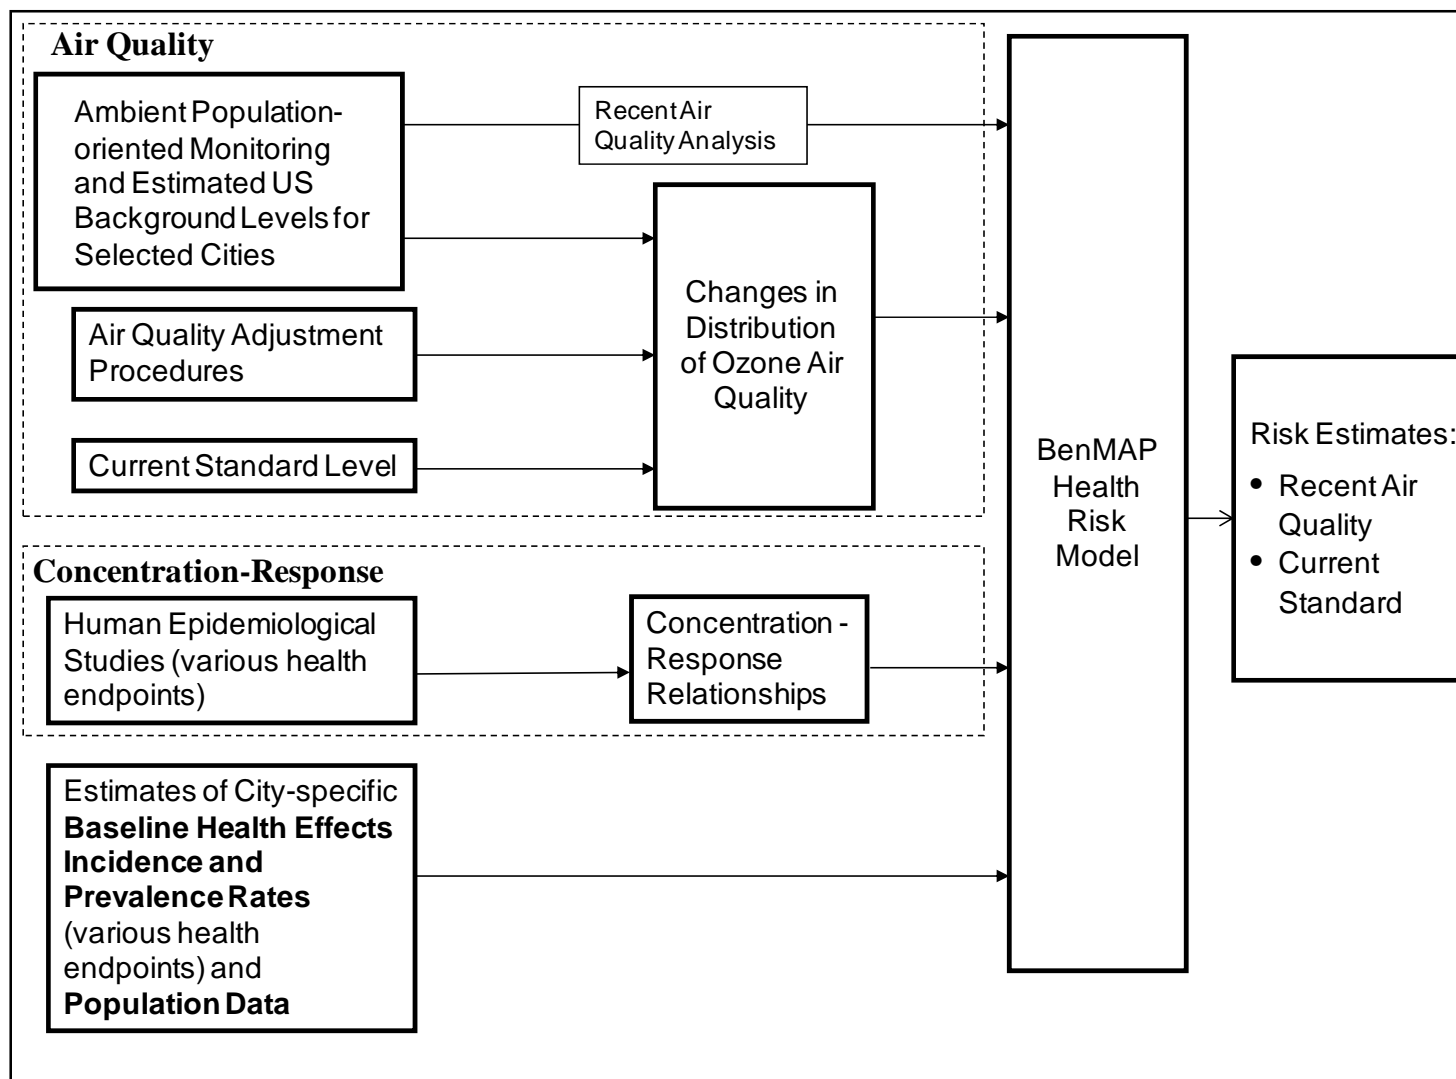 Air Quality
Ambient Population-
oriented Monitoring
and Estimated US
Background Levels for
Selected Cities
Recent Air
Quality Analysis
Air Quality Adjustment
Procedures
Current Standard Level
Changes in
Distribution
of Ozone Air
Quality
Concentration-Response
Human Epidemiological
Studies (various health
endpoints)
Concentration -
Response
Relationships
Estimates of City-specific
Baseline Health Effects
Incidence and
Prevalence Rates
(various health
endpoints) and
Population Data
BenMAP
Health
Risk
Model
Risk Estimates:
• Recent Air
Quality
• Current
Standard